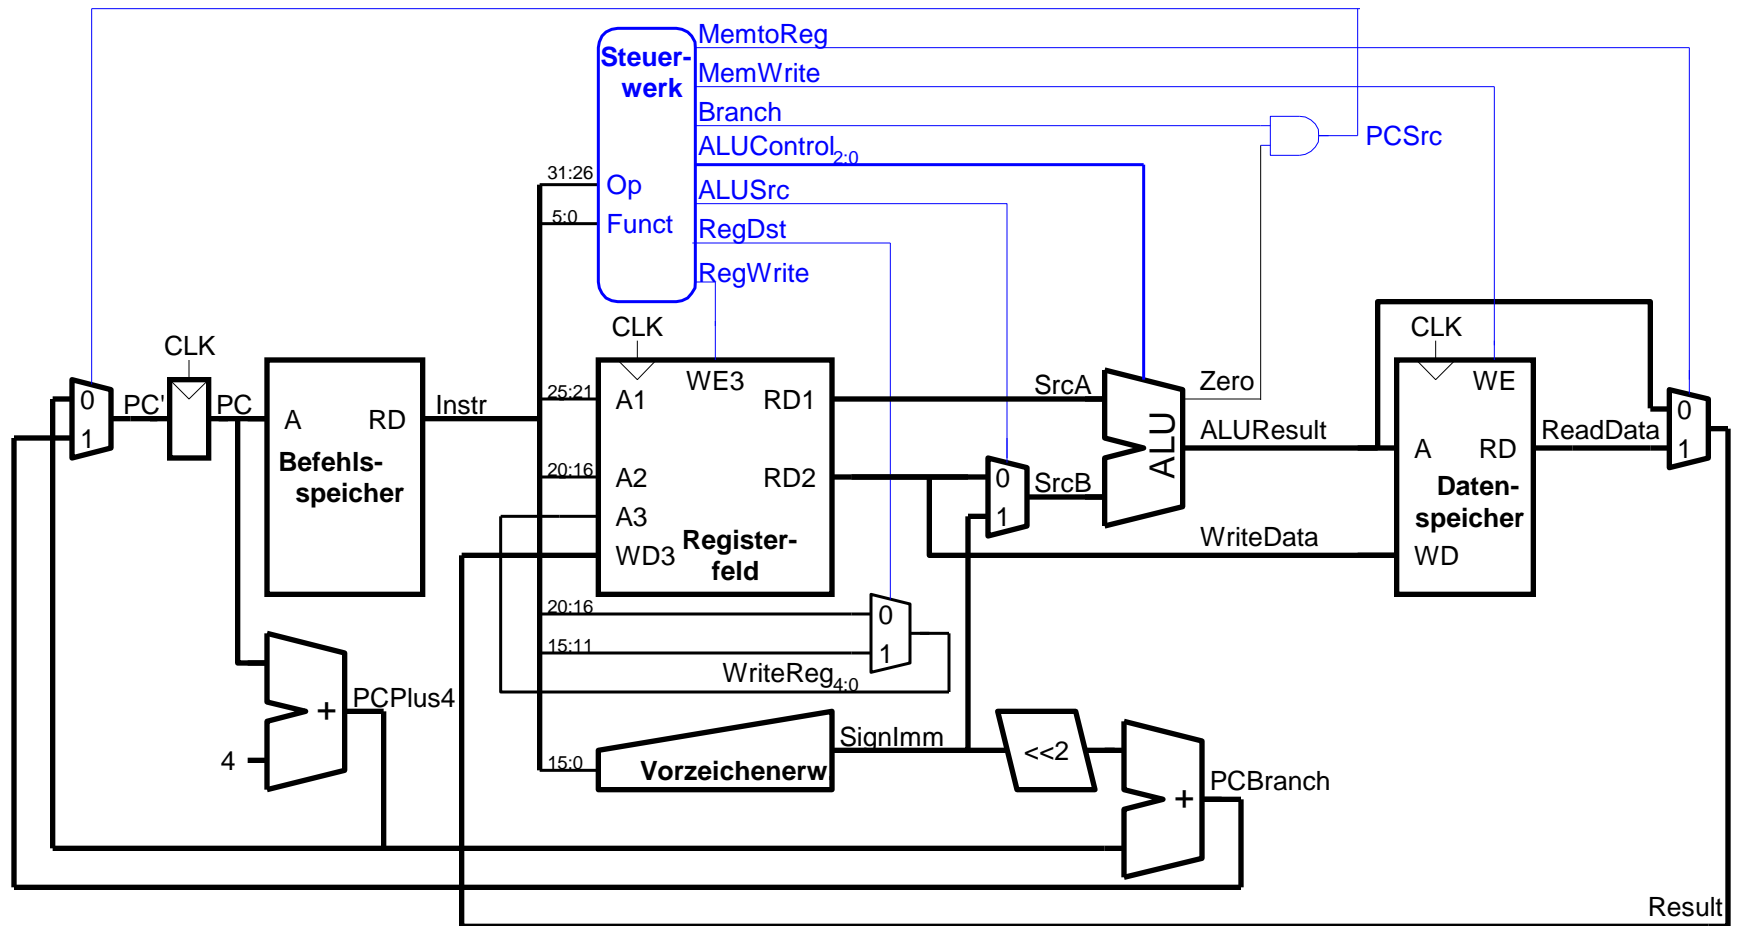 MemtoReg
Steuer-
werk
MemWrite
Branch
ALUControl2:0
PCSrc
31:26
Op
ALUSrc
5:0
Funct
RegDst
RegWrite
CLK
CLK
CLK
0
1
PC'
PC
A
RD
Befehls-
speicher
Instr
25:21
A1
WE3
RD1
20:16
A2
RD2
A3
WD3
Register-
feld
SrcA
0
1
SrcB
ALU
Zero
ALUResult
WriteData
WE
A
RD
Daten-
speicher
WD
ReadData
0
1
20:16
15:11
0
1
WriteReg4:0
PCPlus4
+
4
15:0
Vorzeichenerw.
SignImm
<<2
+
PCBranch
Result